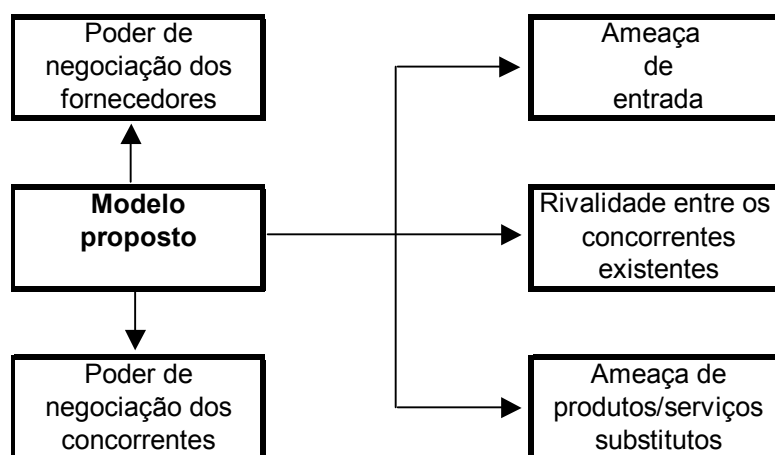 Poder de
negociação dos
fornecedores
Ameaça
de
entrada
Modelo
proposto
Rivalidade entre os
concorrentes
existentes
Poder de
negociação dos
concorrentes
Ameaça de
produtos/serviços
substitutos